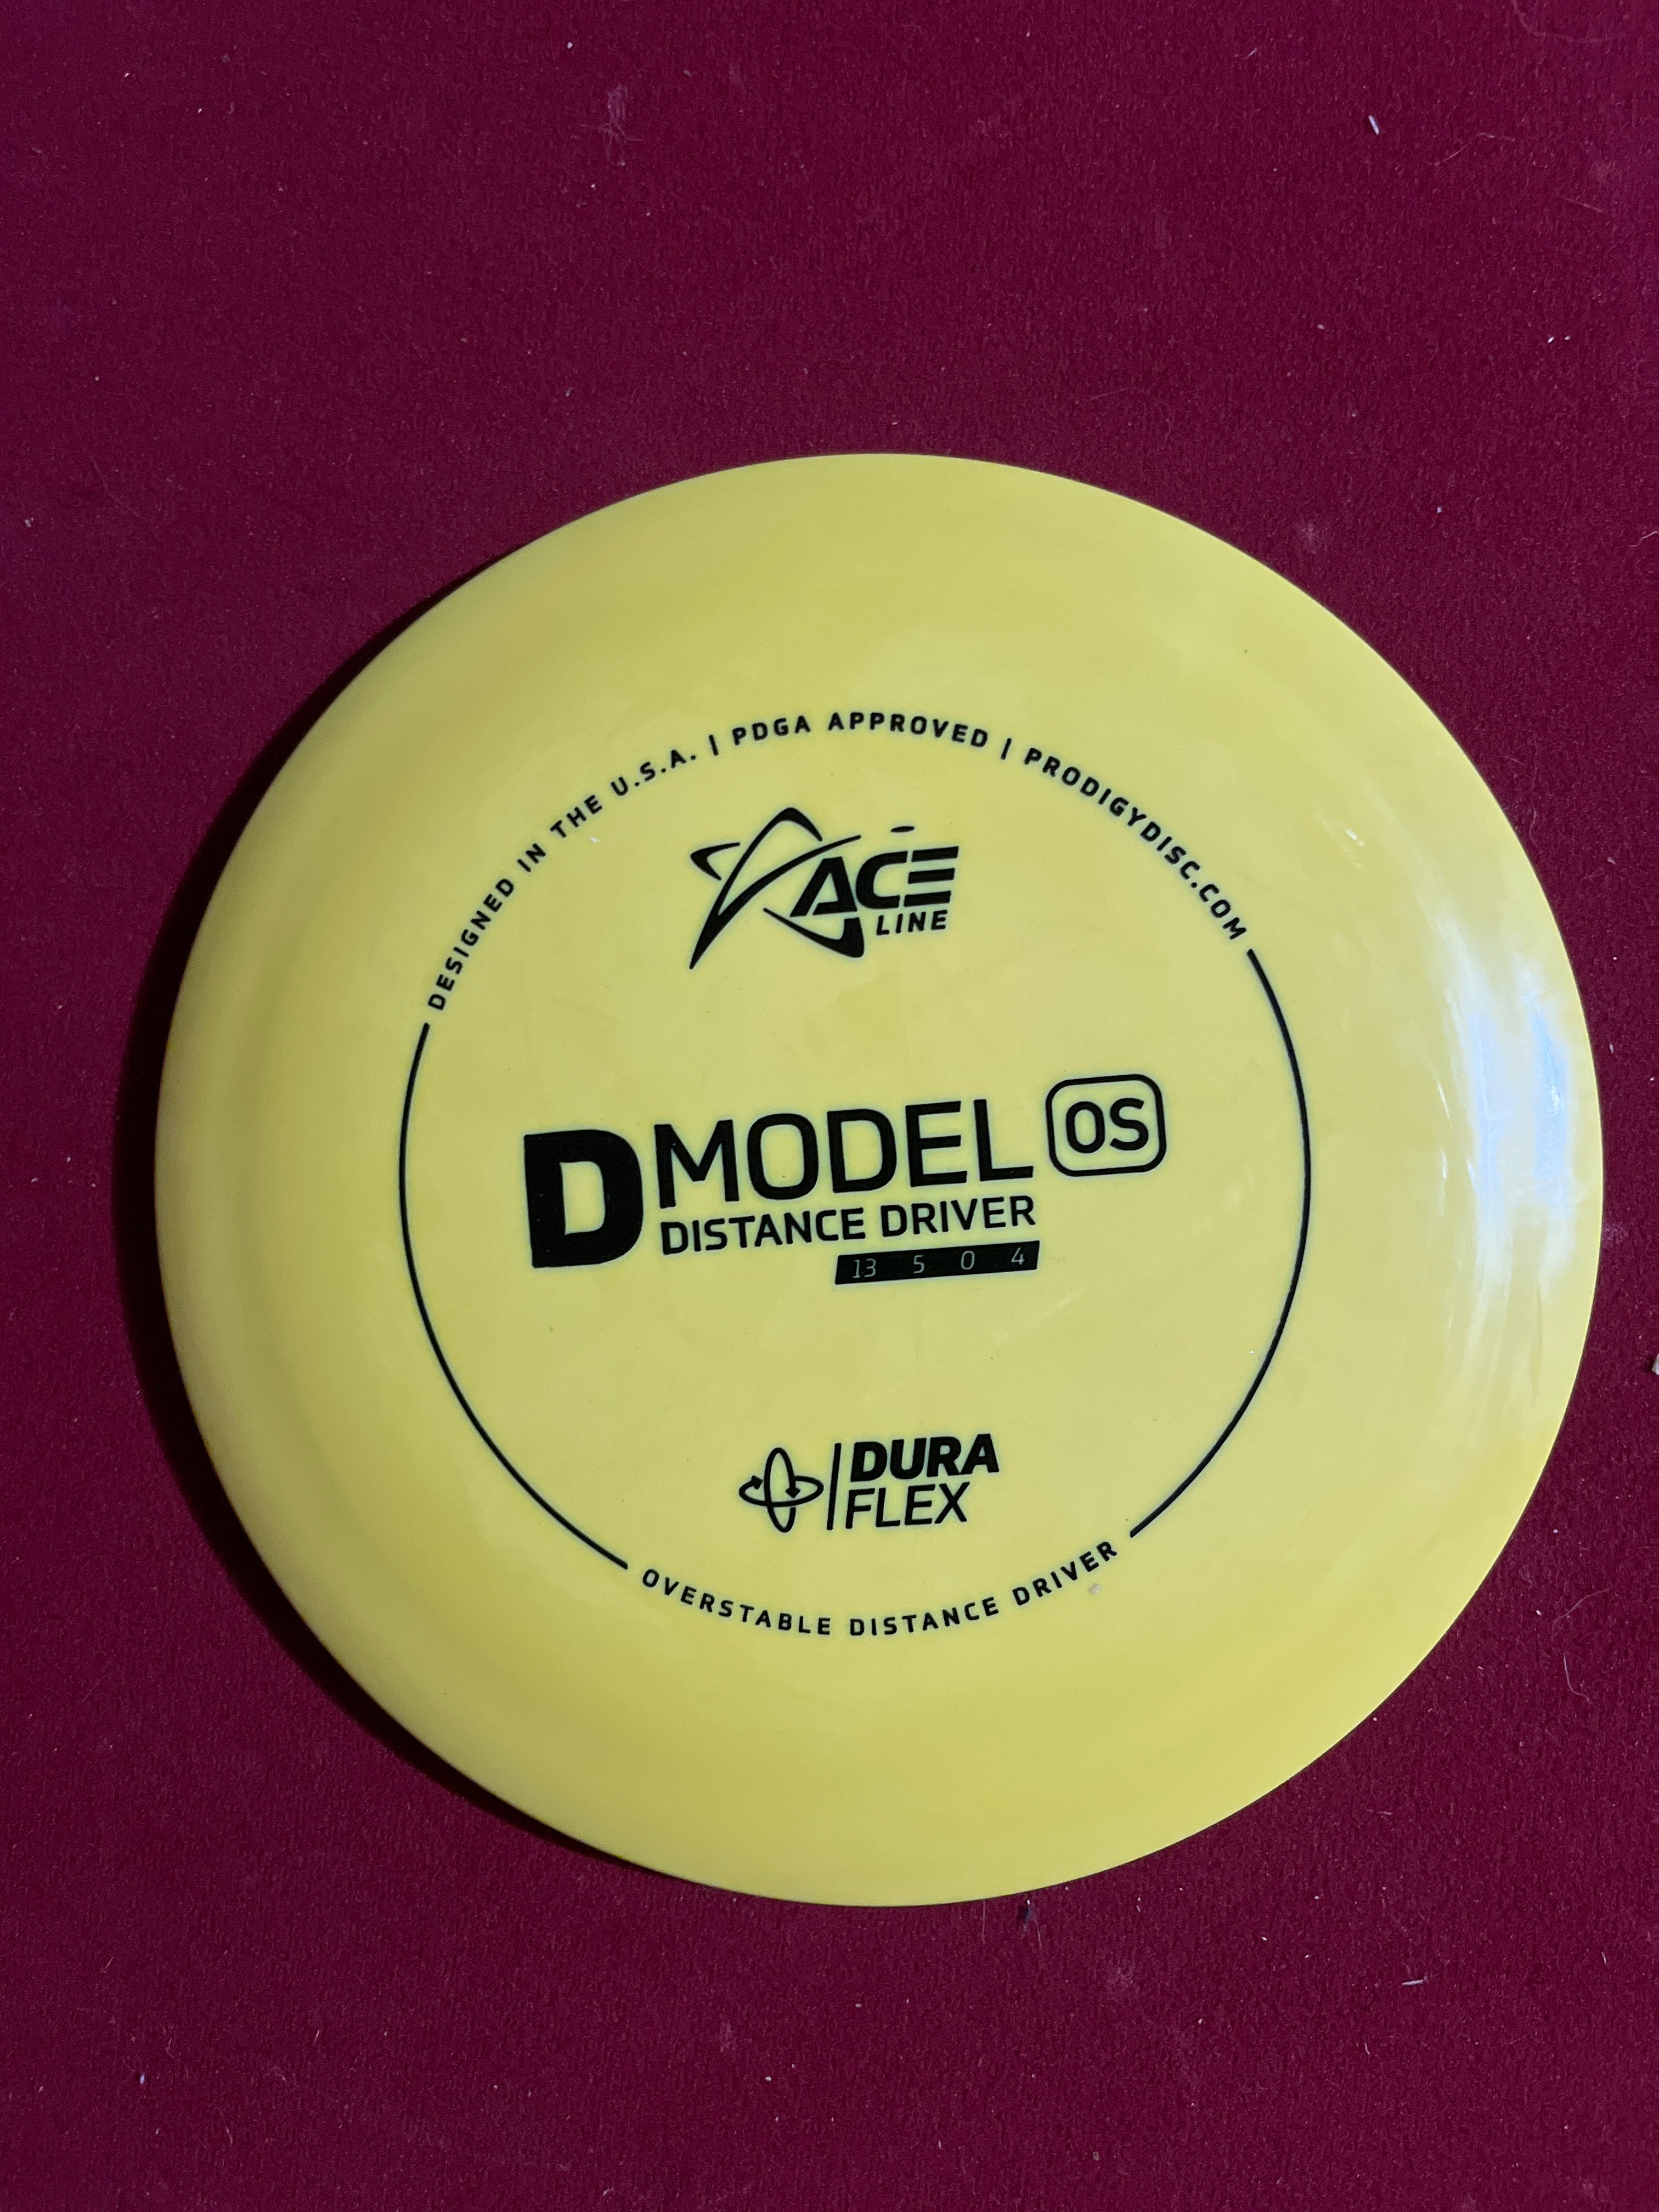 DESIGNED IN THE U.S.A. | PDGA APPROVED | PRODIGYDISC.COM
ACE
LINE
D MODEL OS
DISTANCE DRIVER
13 5 0 4
DURA
FLEX
OVERSTABLE DISTANCE DRIVER